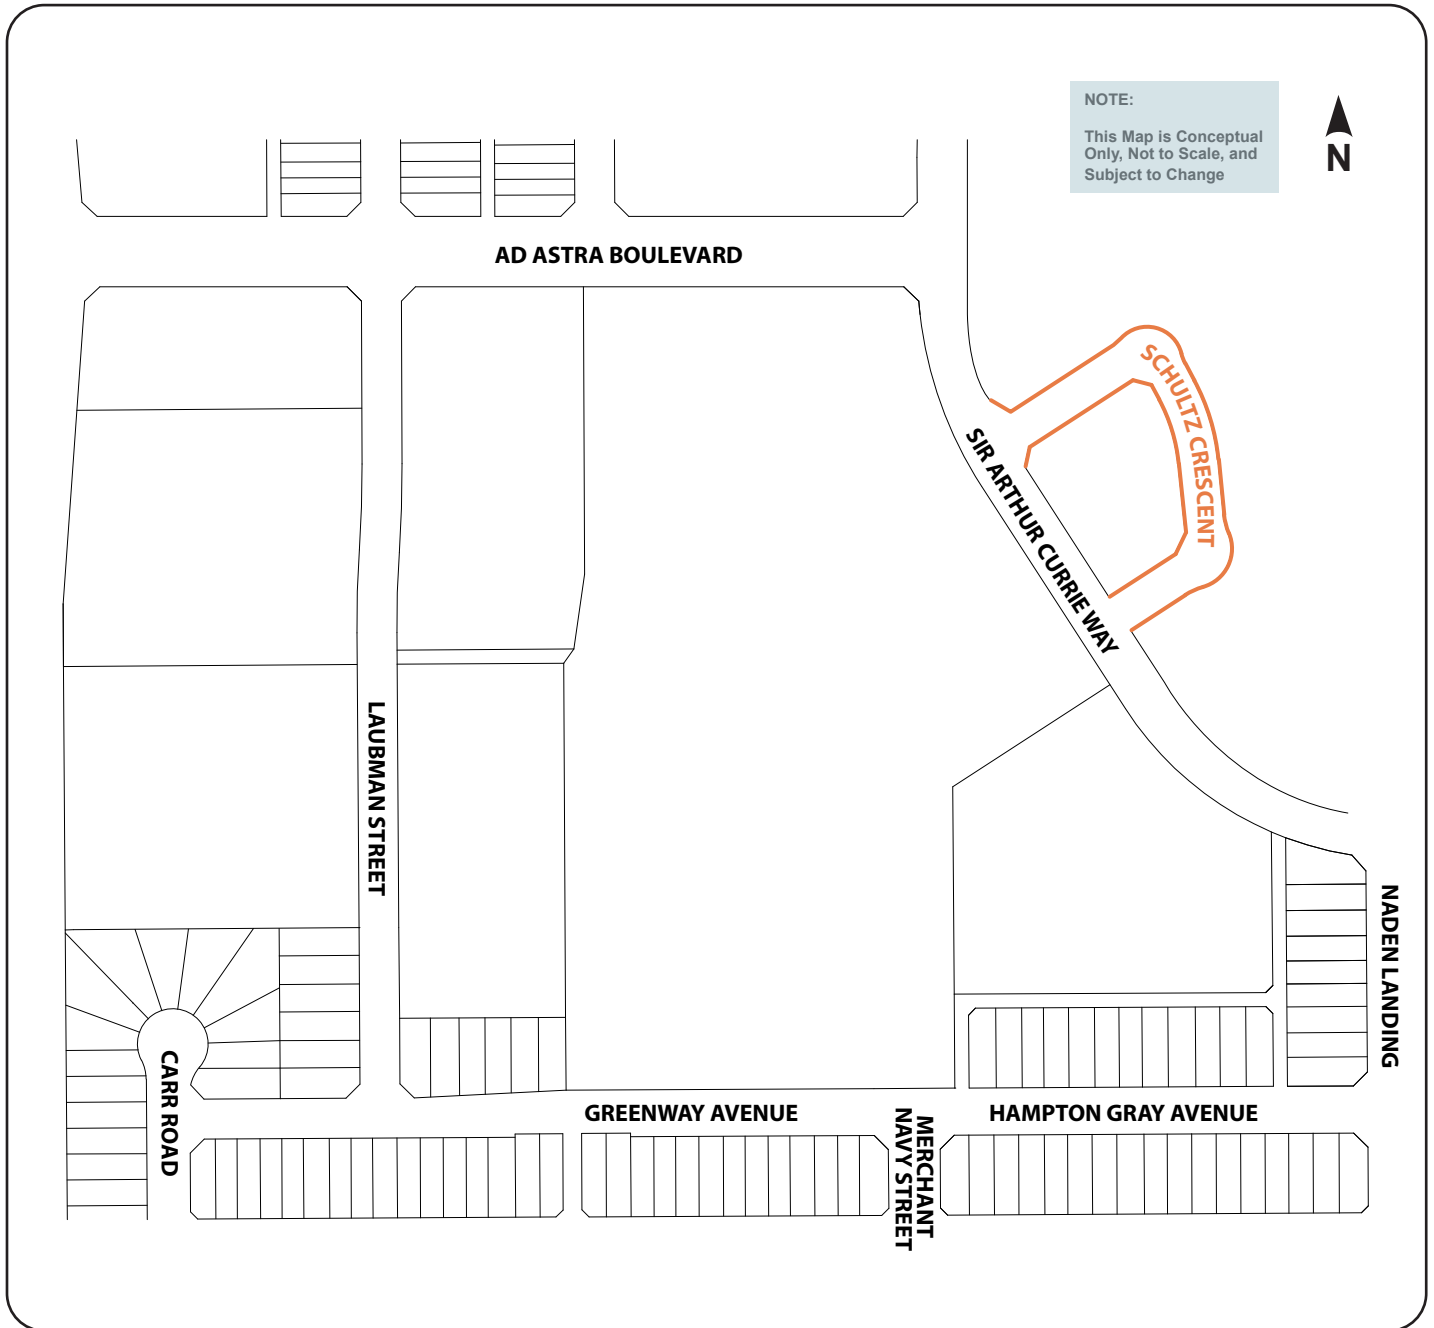 NOTE:
This Map is Conceptual
Only, Not to Scale, and
Subject to Change
N
AD ASTRA BOULEVARD
SCHULTZ CRESCENT
SIR ARTHUR CURRIE WAY
LAUBMAN STREET
NADEN LANDING
CARR ROAD
GREENWAY AVENUE
MERCHANT
NAVY STREET
HAMPTON GRAY AVENUE